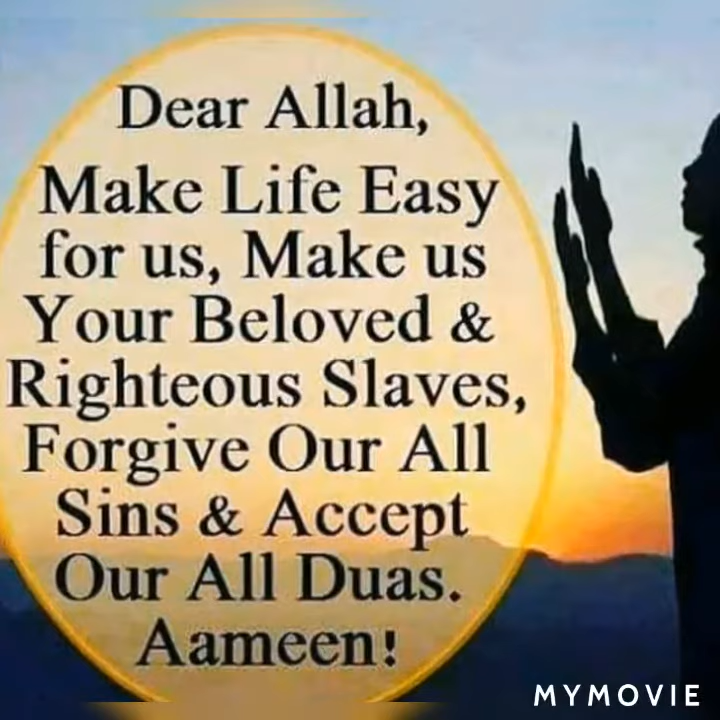 Dear Allah,
Make Life Easy
for us, Make us
Your Beloved &
Righteous Slaves,
Forgive Our All
Sins & Accept
Our All Duas.
Aameen!
MYMOVIE